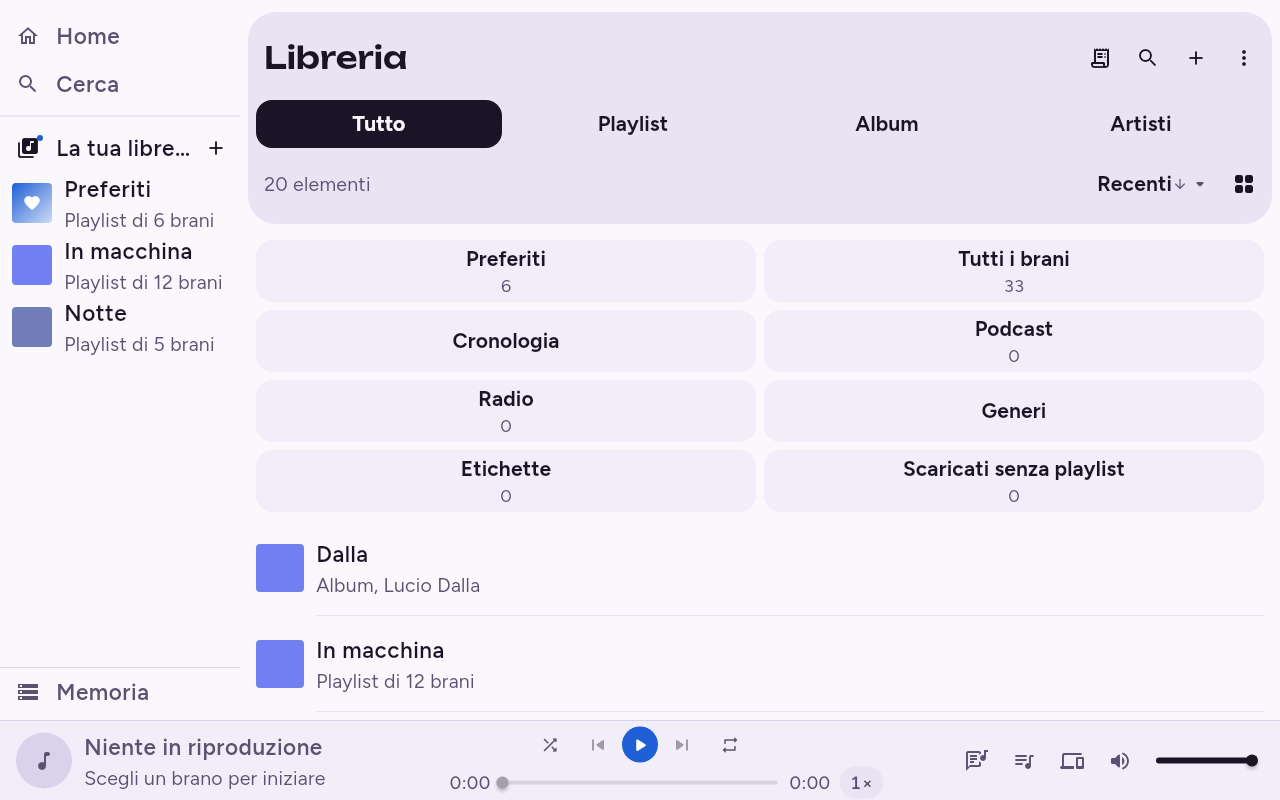 Home
Cerca
La tua libre...
Preferiti
Playlist di 6 brani
In macchina
Playlist di 12 brani
Notte
Playlist di 5 brani
Memoria
Libreria
Tutto
Playlist
Album
Artisti
20 elementi
Recenti
Preferiti
6
Tutti i brani
33
Cronologia
Podcast
0
Radio
0
Generi
Etichette
0
Scaricati senza playlist
0
Dalla
Album, Lucio Dalla
In macchina
Playlist di 12 brani
Niente in riproduzione
Scegli un brano per iniziare
0:00
0:00
1×